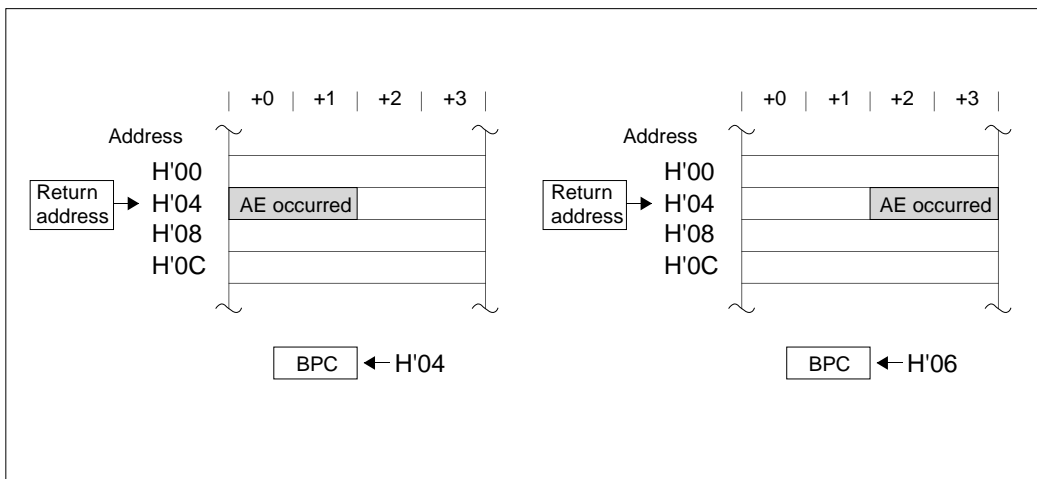 +0 +1 +2 +3
Address
H'00
Return address
H'04
AE occurred
H'08
H'0C
BPC
H'04
+0 +1 +2 +3
Address
H'00
Return address
H'04
AE occurred
H'08
H'0C
BPC
H'06